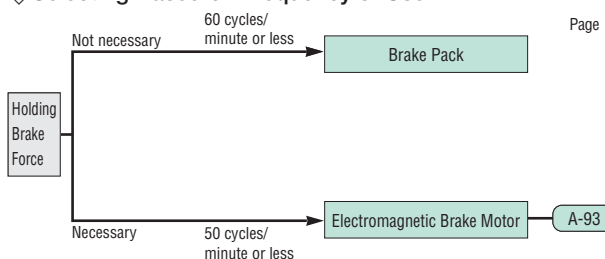 60 cycles/
minute or less
Page
Not necessary
Brake Pack
Holding
Brake
Force
Electromagnetic Brake Motor
A-93
Necessary
50 cycles/
minute or less